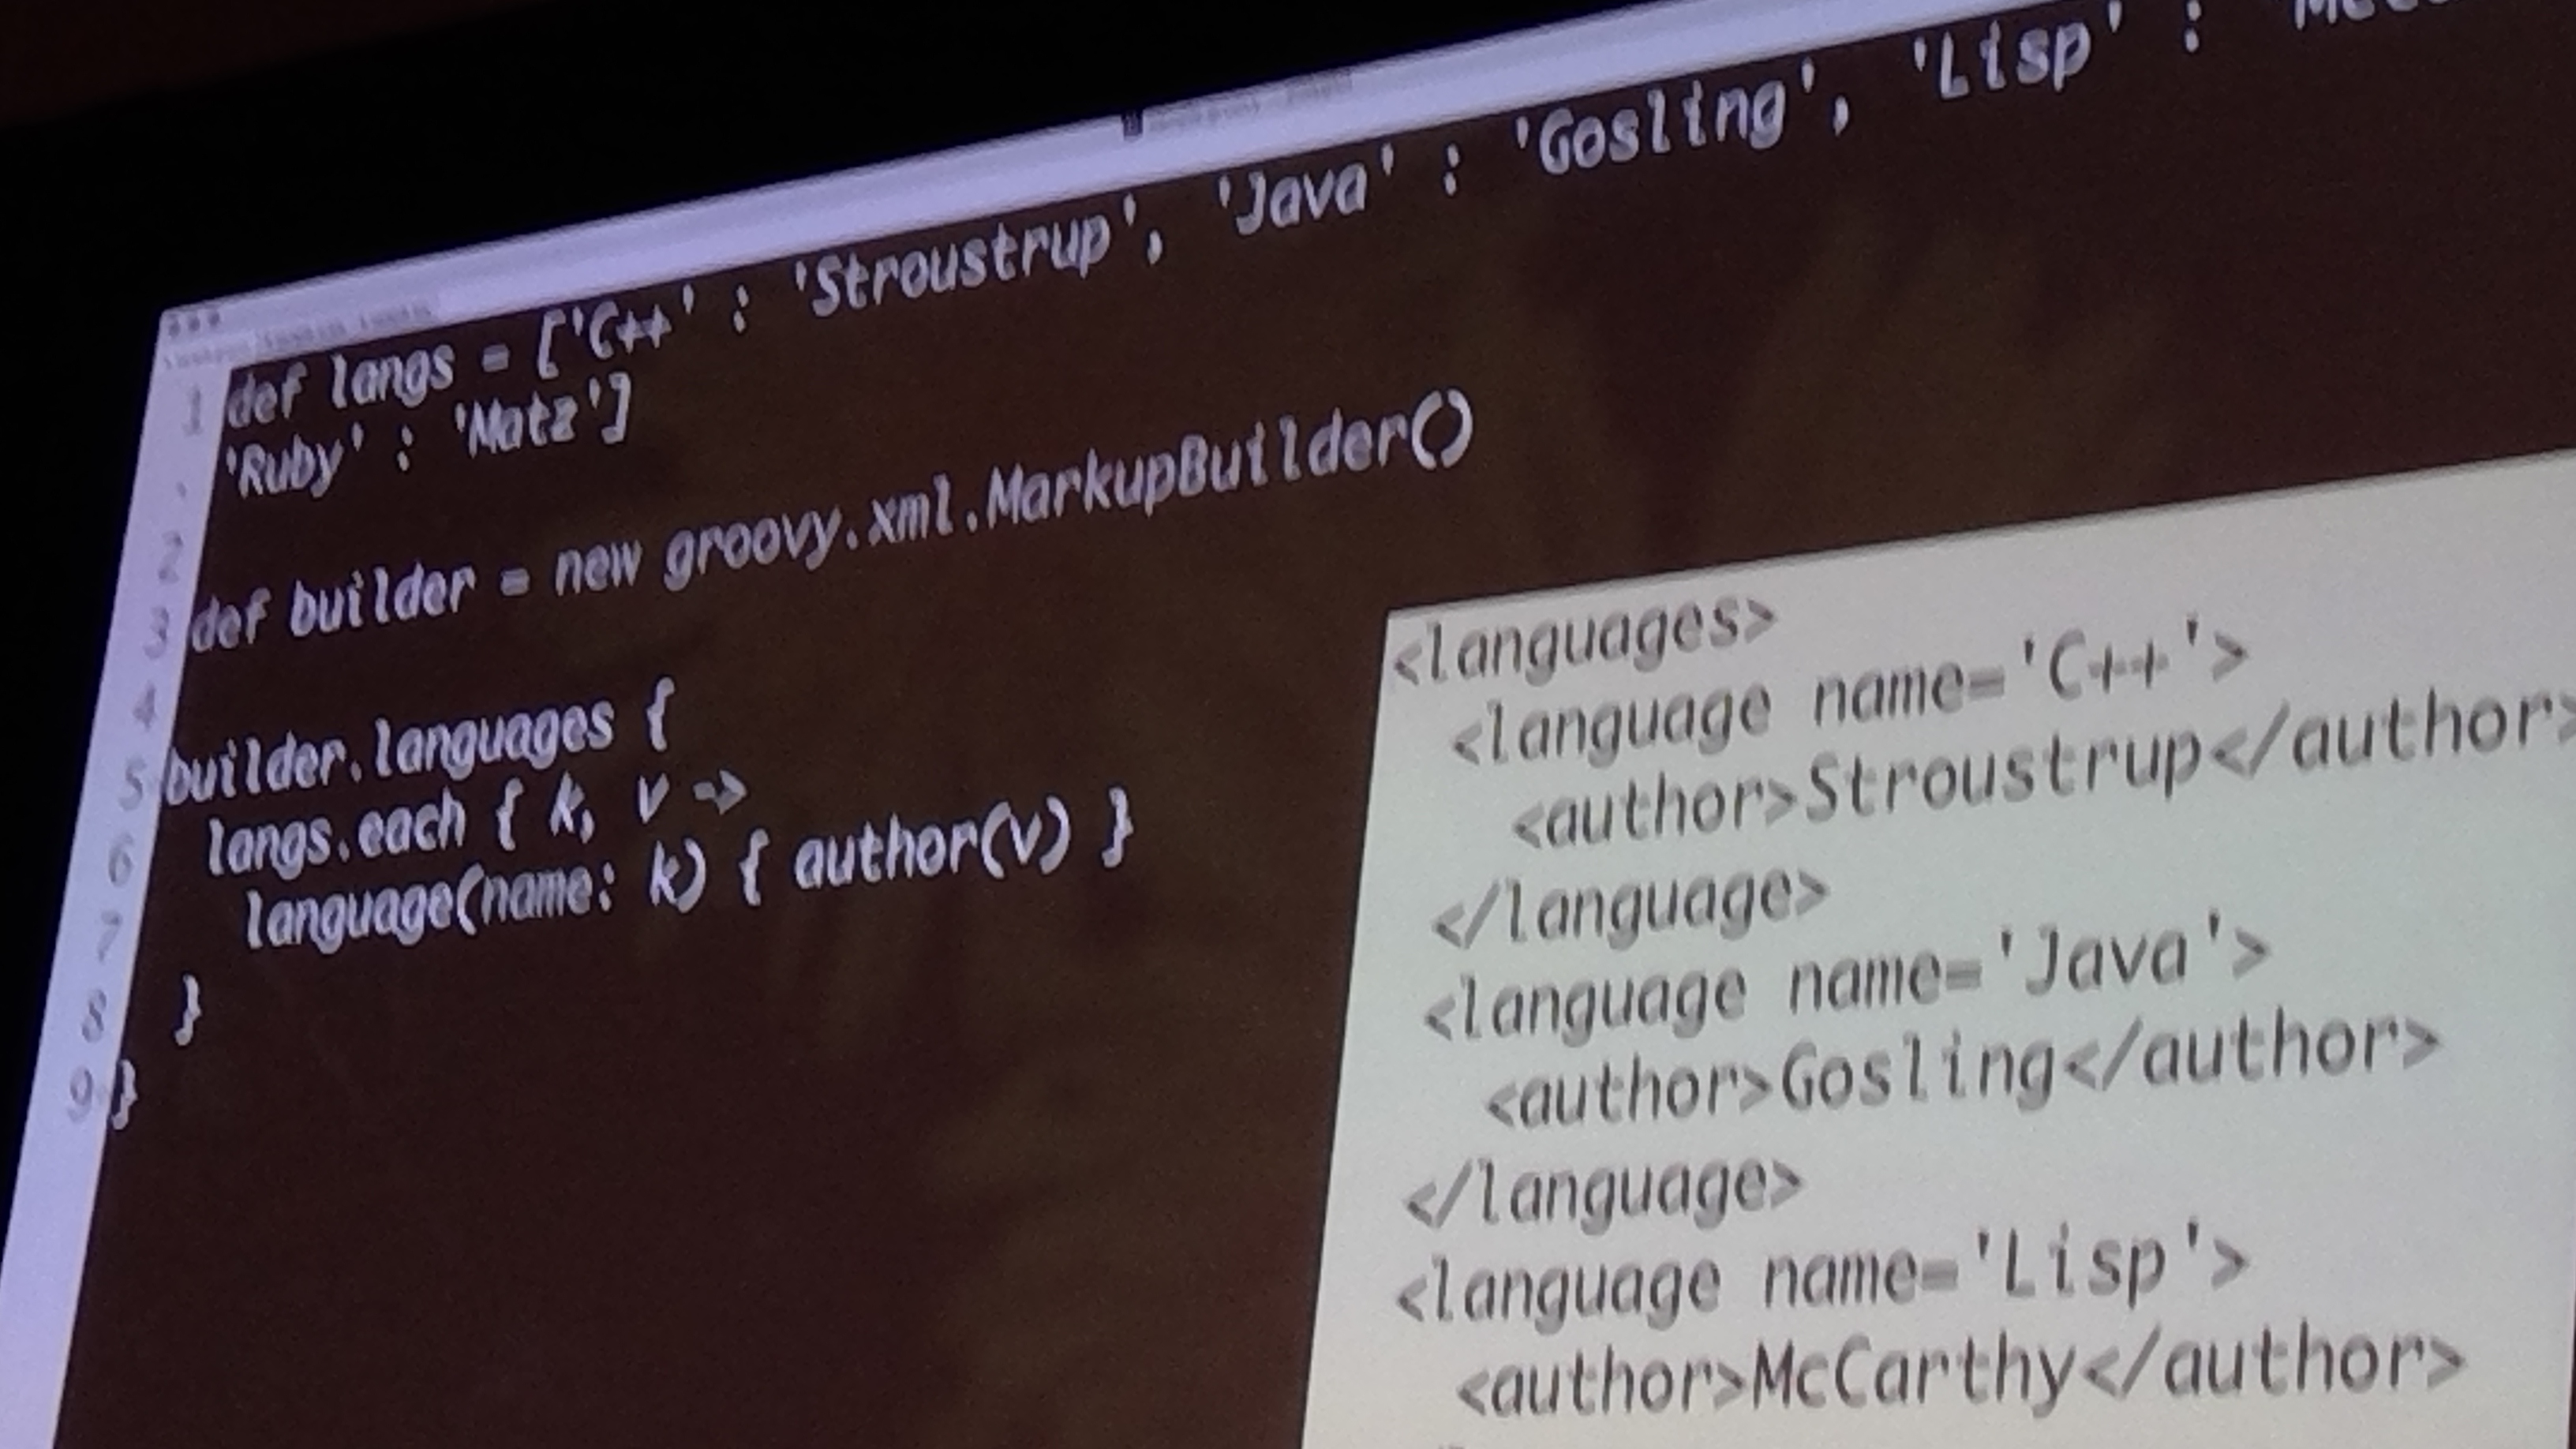 def langs = ['C++' : 'Stroustrup', 'Java' : 'Gosling', 'Lisp' :
'Ruby' : 'Matz']
def builder = new groovy.xml.MarkupBuilder()
builder.languages {
langs.each { k, v ->
language(name: k) { author(v) }
}
}
1
2
3
4
5
6
7
8
9
<languages>
<language name='C++'>
<author>Stroustrup</author>
</language>
<language name='Java'>
<author>Gosling</author>
</language>
<language name='Lisp'>
<author>McCarthy</author>